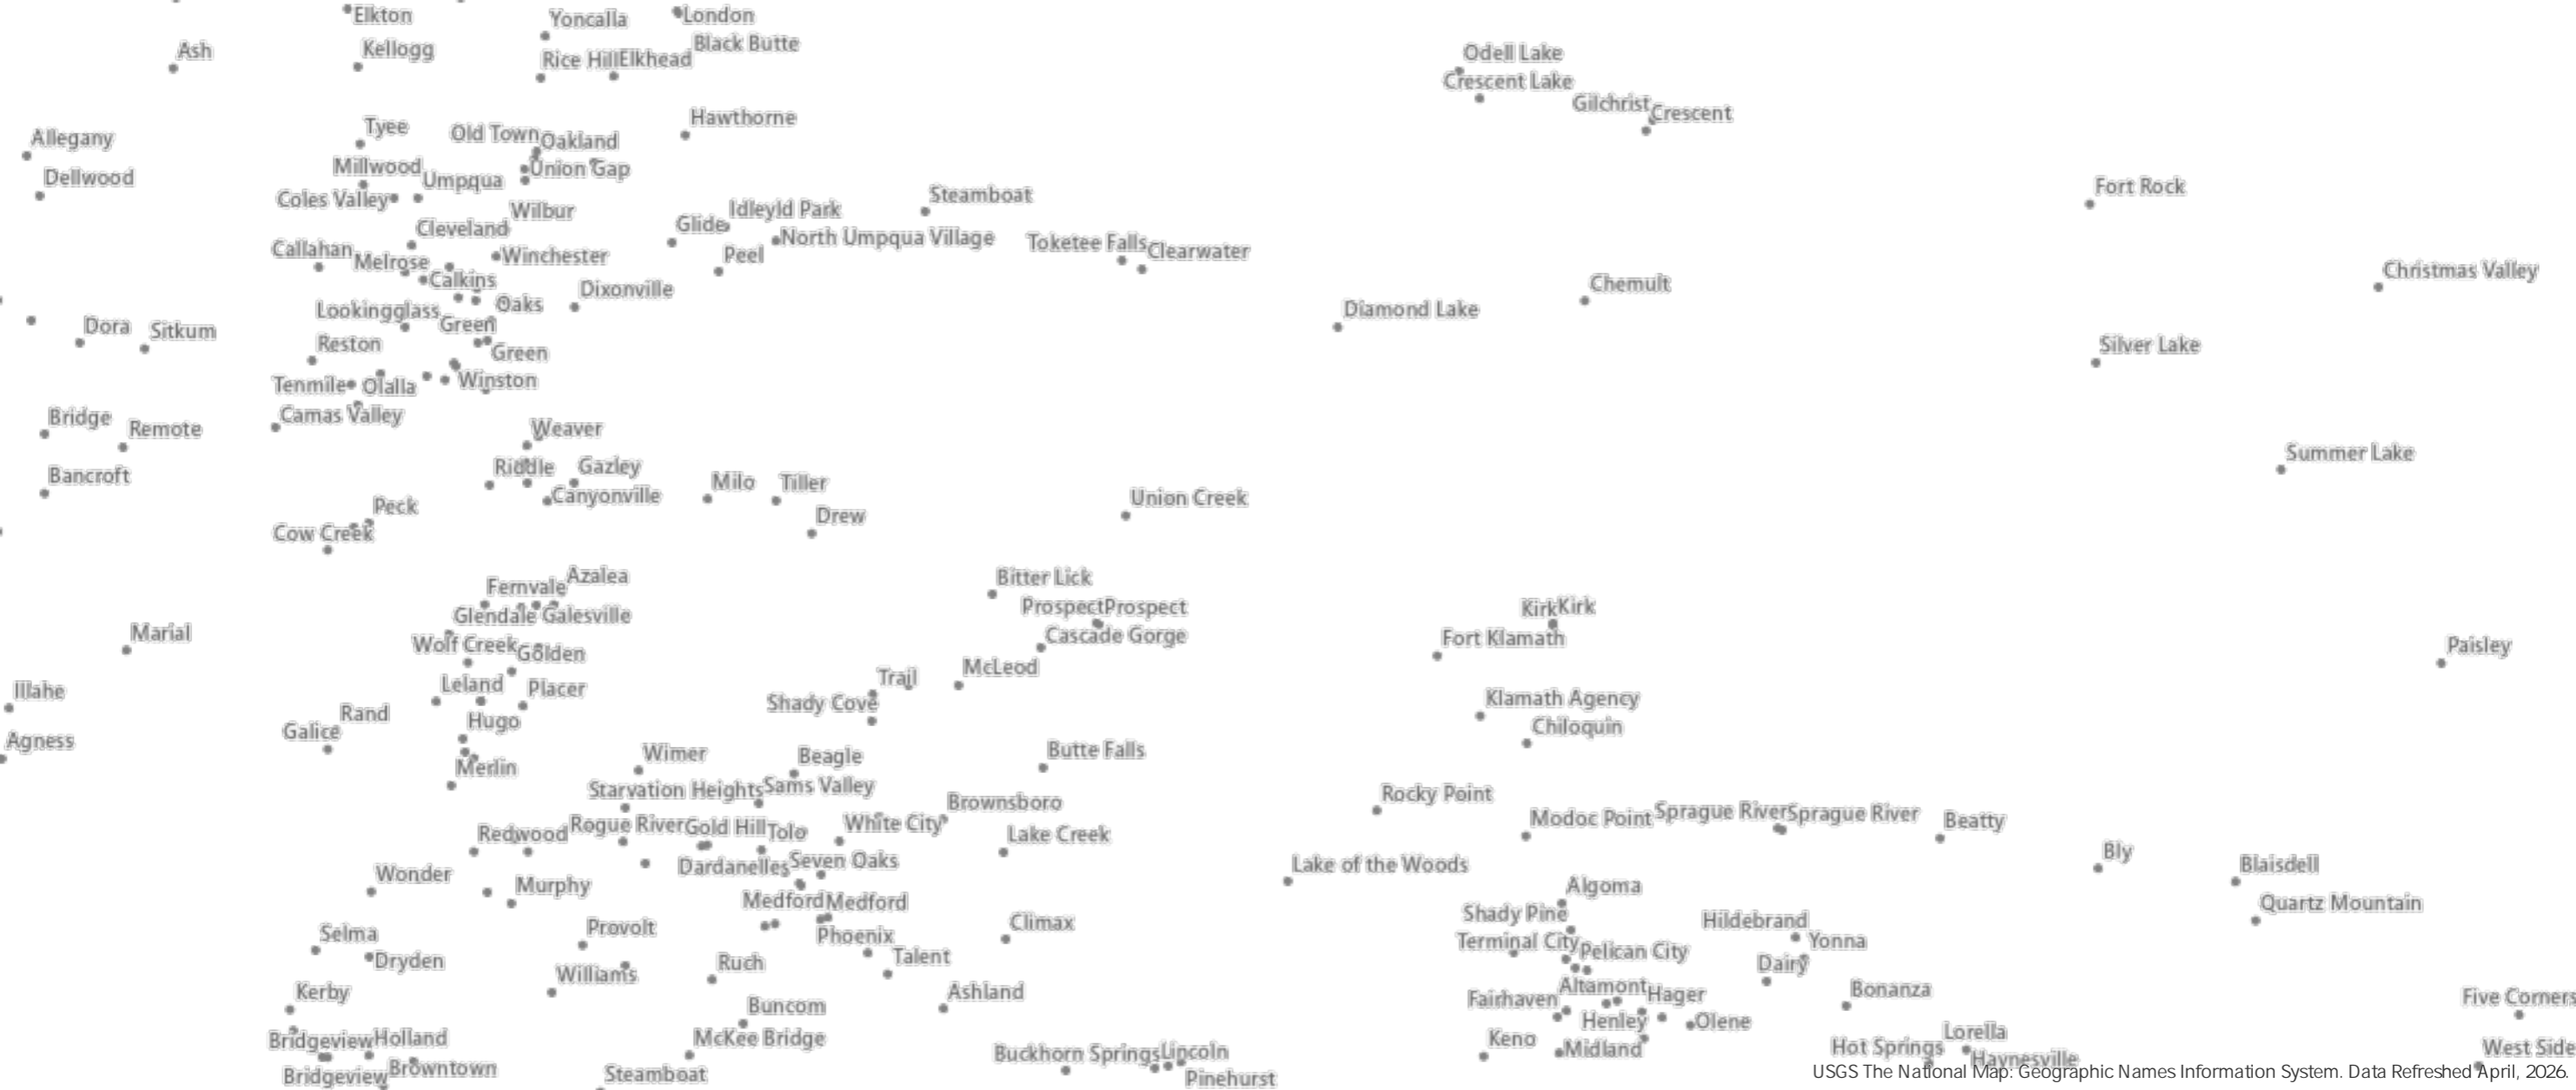 Elkton
Yoncalla
London
Black Butte
Ash
Kellogg
Rice Hill
Elkhead
Odell Lake
Crescent Lake
Gilchrist
Crescent
Hawthorne
Tyee
Old Town
Oakland
Allegany
Millwood
Union Gap
Dellwood
Umpqua
Fort Rock
Coles Valley
Steamboat
Wilbur
Idleyld Park
Glide
Cleveland
North Umpqua Village
Toketee Falls
Clearwater
Callahan
Melrose
Winchester
Peel
Christmas Valley
Calkins
Dixonville
Chemult
Oaks
Lookingglass
Diamond Lake
Dora
Sitkum
Green
Reston
Green
Silver Lake
Tenmile
Olalla
Winston
Bridge
Camas Valley
Remote
Weaver
Summer Lake
Bancroft
Riddle
Gazley
Milo
Tiller
Canyonville
Union Creek
Peck
Drew
Cow Creek
Azalea
Fernvale
Bitter Lick
Glendale
Galesville
Prospect
Prospect
Kirk
Kirk
Marial
Cascade Gorge
Fort Klamath
Wolf Creek
Golden
Paisley
McLeod
Illahe
Leland
Placer
Trail
Shady Cove
Klamath Agency
Rand
Hugo
Chiloquin
Galice
Agness
Wimer
Beagle
Butte Falls
Merlin
Starvation Heights
Sams Valley
Rocky Point
Brownsboro
Redwood
Rogue River
Gold Hill
Tolo
White City
Lake Creek
Modoc Point
Sprague River
Sprague River
Beatty
Dardanelles
Seven Oaks
Lake of the Woods
Bly
Blaisdell
Wonder
Murphy
Algoma
Medford
Medford
Quartz Mountain
Provolt
Climax
Shady Pine
Hildebrand
Selma
Phoenix
Terminal City
Pelican City
Yonna
Dryden
Talent
Williams
Ruch
Dairy
Kerby
Ashland
Altamont
Hager
Bonanza
Fairhaven
Five Corners
Buncom
Henley
Olene
Bridgeview
Holland
McKee Bridge
Keno
Midland
Lorella
Hot Springs
West Side
Buckhorn Springs
Lincoln
Haynesville
Bridgeview
Browntown
Steamboat
Pinehurst
USGS The National Map: Geographic Names Information System. Data Refreshed April, 2026.